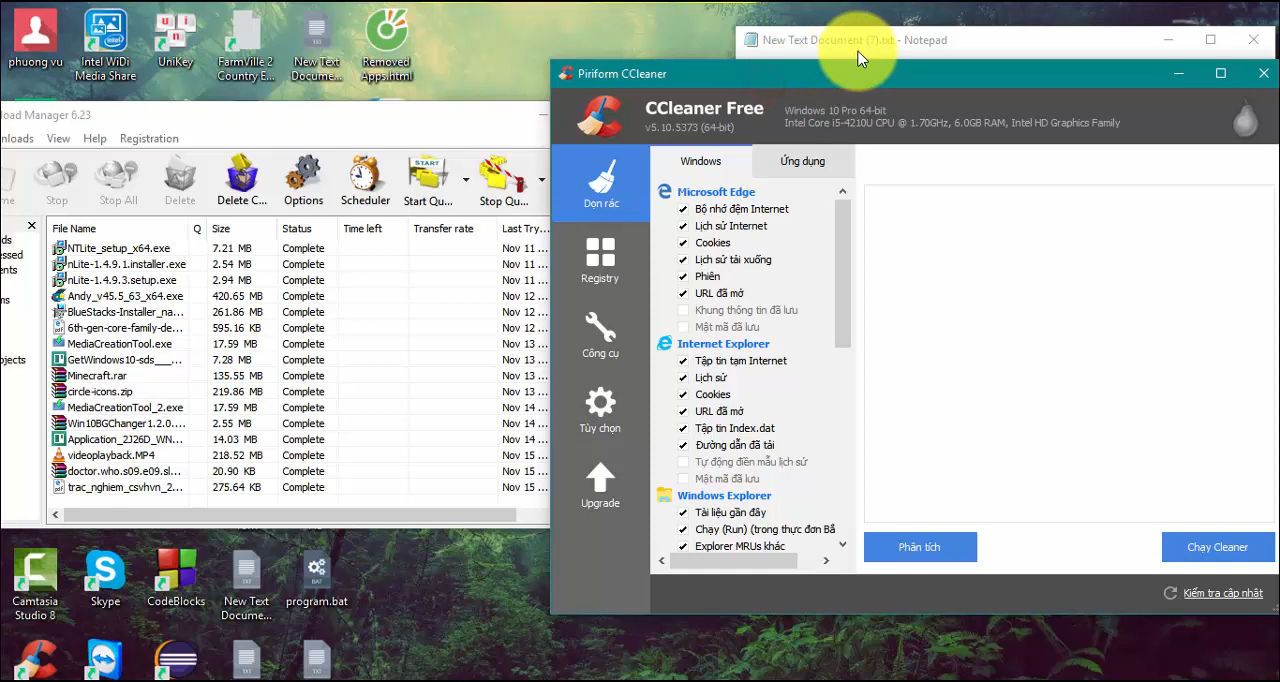 phuong vu
Intel WiDi
Media Share
UniKey
FarmVille 2
Country E...
New Text
Docume...
Removed
Apps.html
New Text Document (7).txt - Notepad
Piriform CCleaner
CCleaner Free
v5.10.5373 (64-bit)
Windows 10 Pro 64-bit
Intel Core i5-4210U CPU @ 1.70GHz, 6.0GB RAM, Intel HD Graphics Family
oad Manager 6.23
nloads View Help Registration
me Stop Stop All Delete Delete C... Options Scheduler Start Qu... Stop Qu...
START
File Name Q Size Status Time left Transfer rate Last Try...
NTLite_setup_x64.exe 7.21 MB Complete Nov 11 ...
nLite-1.4.9.1.installer.exe 2.54 MB Complete Nov 11 ...
nLite-1.4.9.3.setup.exe 2.94 MB Complete Nov 11 ...
Andy_v45.5_63_x64.exe 420.65 MB Complete Nov 12 ...
BlueStacks-Installer_na... 261.86 MB Complete Nov 12 ...
6th-gen-core-family-de... 595.16 KB Complete Nov 12 ...
MediaCreationTool.exe 17.59 MB Complete Nov 13 ...
GetWindows10-sds___... 7.28 MB Complete Nov 13 ...
Minecraft.rar 135.55 MB Complete Nov 13 ...
circle-icons.zip 219.86 MB Complete Nov 13 ...
MediaCreationTool_2.exe 17.59 MB Complete Nov 14 ...
Win10BGChanger1.2.0.... 2.55 MB Complete Nov 14 ...
Application_2J26D_WN... 14.03 MB Complete Nov 14 ...
videoplayback.MP4 218.52 MB Complete Nov 15 ...
doctor.who.s09.e09.sl... 20.90 KB Complete Nov 15 ...
trac_nghiem_csvhvn_2... 275.64 KB Complete Nov 15 ...
ds
essed
ents
ms
ojects
Dọn rác
Registry
Công cụ
Tùy chọn
Upgrade
Windows Ứng dụng
Microsoft Edge
Bộ nhớ đệm Internet
Lịch sử Internet
Cookies
Lịch sử tải xuống
Phiên
URL đã mở
Khung thông tin đã lưu
Mật mã đã lưu
Internet Explorer
Tập tin tạm Internet
Lịch sử
Cookies
URL đã mở
Tập tin Index.dat
Đường dẫn đã tải
Tự động điền mẫu lịch sử
Mật mã đã lưu
Windows Explorer
Tài liệu gần đây
Chạy (Run) (trong thực đơn Bắ
Explorer MRUs khác
Phân tích
Chạy Cleaner
Kiểm tra cập nhật
Camtasia
Studio 8
Skype
CodeBlocks
New Text
Docume...
program.bat
TXT
BAT
TXT
TXT